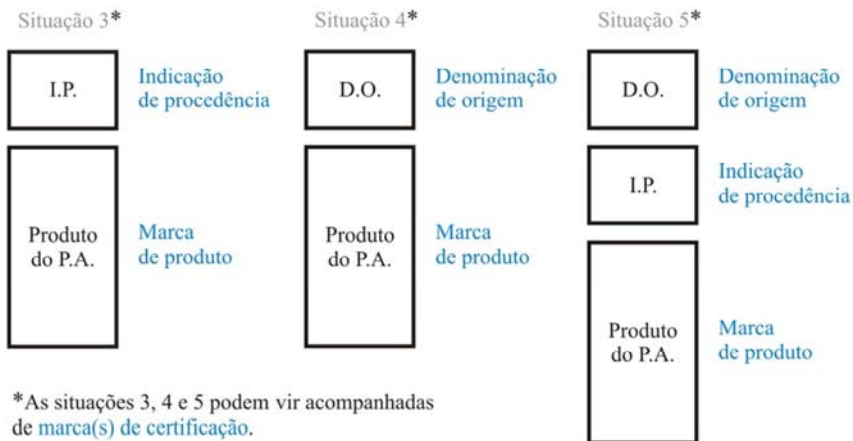 Situação 3*
I.P.
Indicação
de procedência
Produto
do P.A.
Marca
de produto
Situação 4*
D.O.
Denominação
de origem
Produto
do P.A.
Marca
de produto
Situação 5*
D.O.
Denominação
de origem
I.P.
Indicação
de procedência
Produto
do P.A.
Marca
de produto
*As situações 3, 4 e 5 podem vir acompanhadas
de marca(s) de certificação.